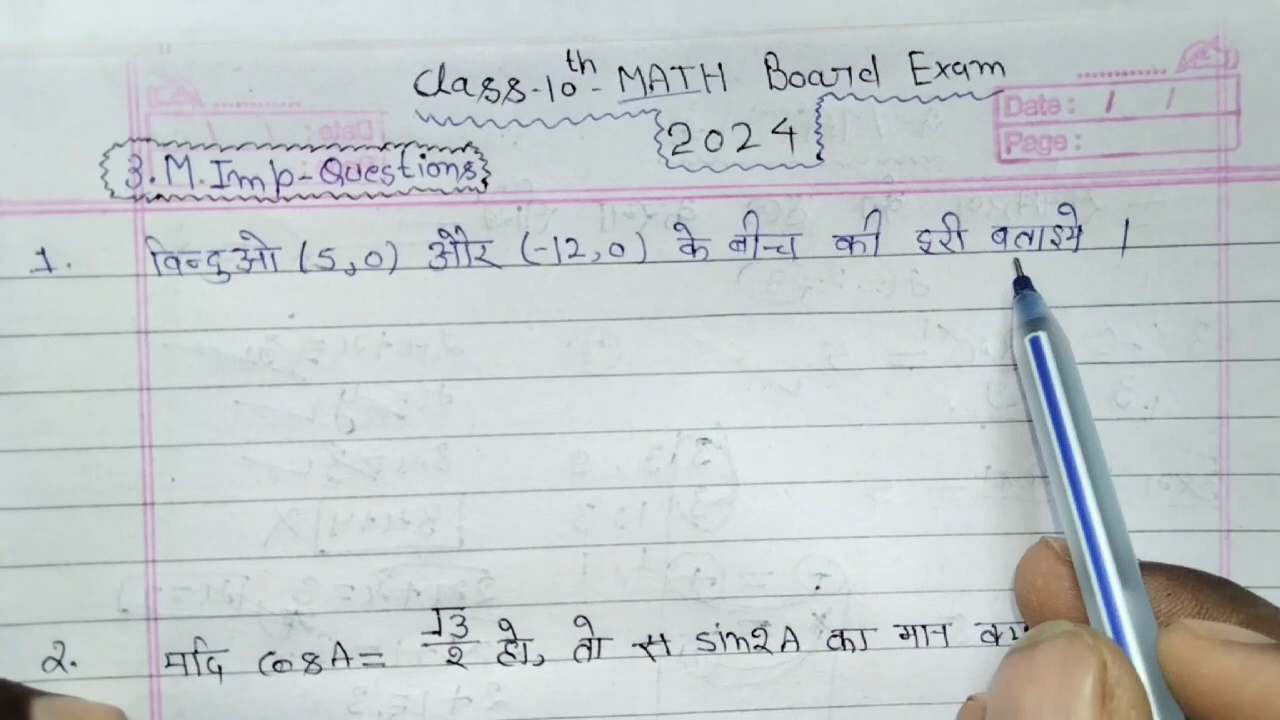 Class-10th-MATH Board Exam
2024
Date: / /
Page:
3.M.Imp-Questions
1. विन्दुओ (5,0) और (-12,0) के बीच की दूरी बताइये ।
2. यदि cosA = √3/2 हो, तो स sin2A का मान